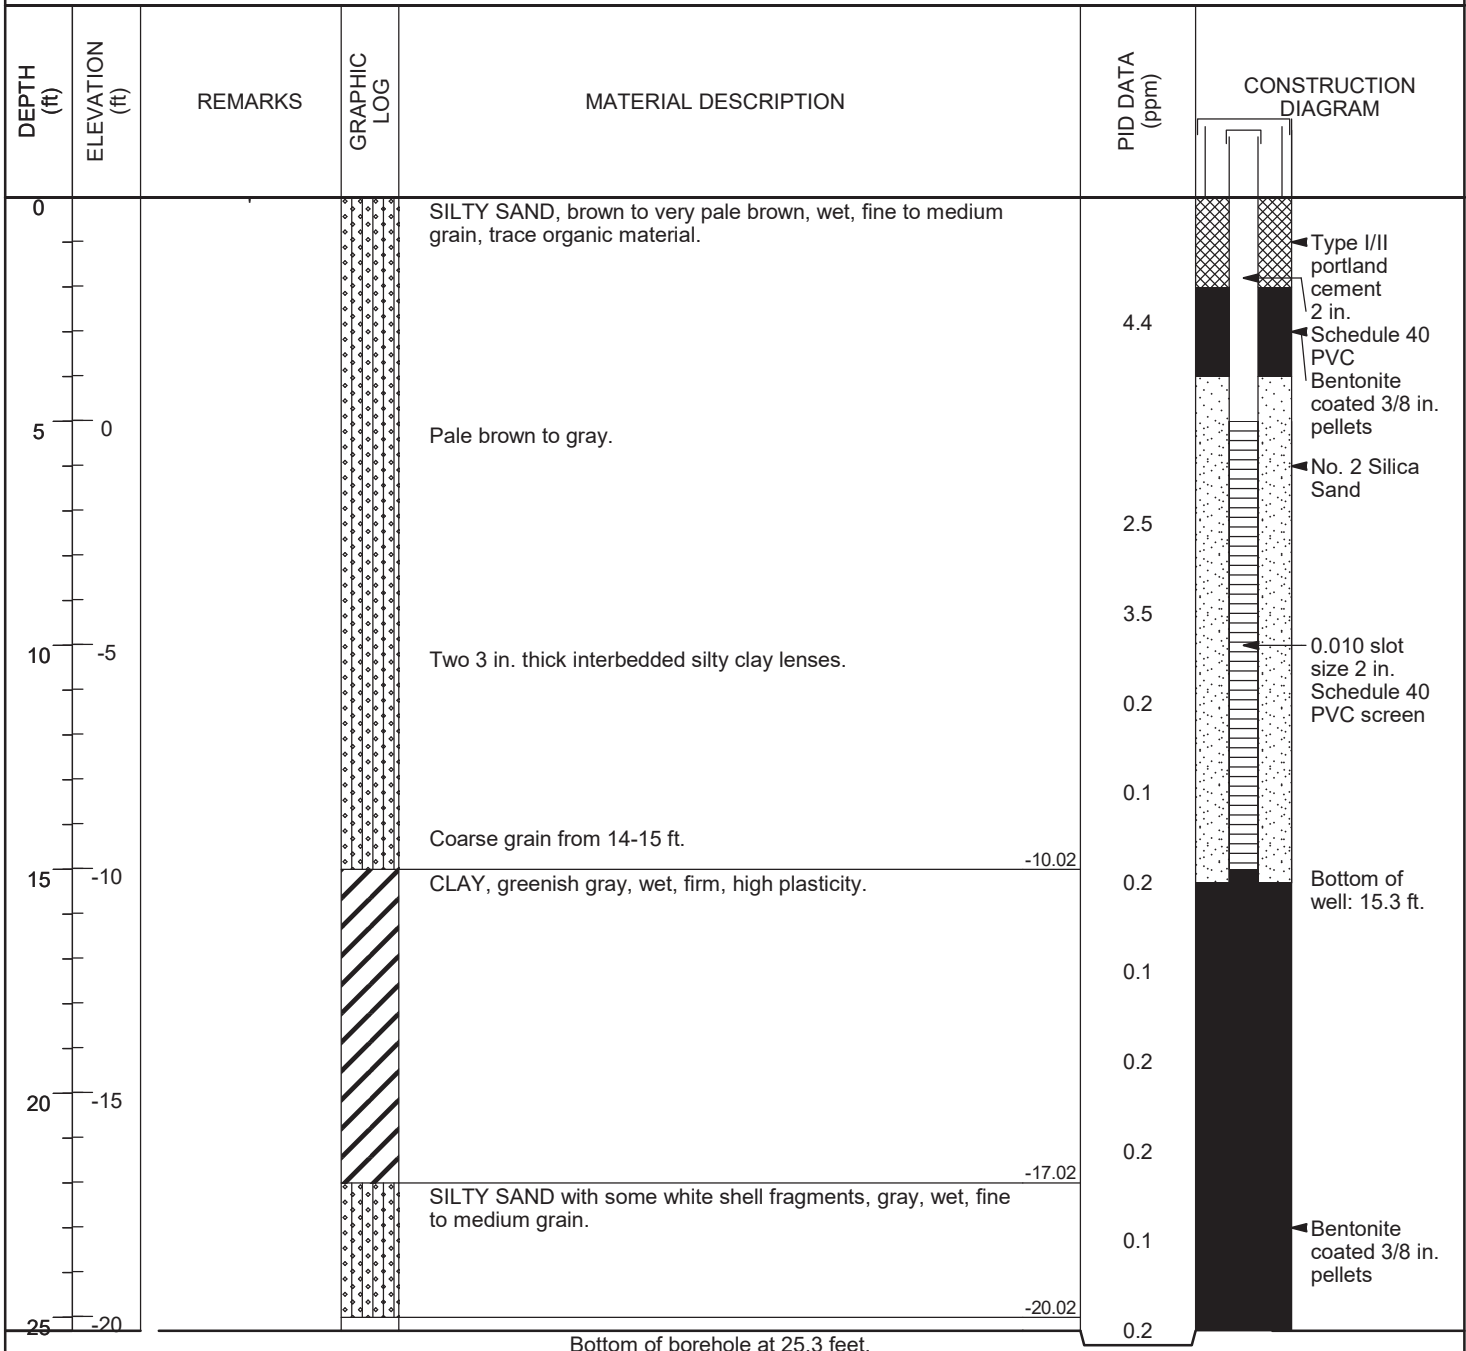 DEPTH
(ft)
ELEVATION
(ft)
REMARKS
GRAPHIC
LOG
MATERIAL DESCRIPTION
PID DATA
(ppm)
CONSTRUCTION
DIAGRAM
0
SILTY SAND, brown to very pale brown, wet, fine to medium
grain, trace organic material.
Type I/II
portland
cement
2 in.
Schedule 40
PVC
Bentonite
coated 3/8 in.
pellets
4.4
5
0
Pale brown to gray.
No. 2 Silica
Sand
2.5
3.5
10
-5
Two 3 in. thick interbedded silty clay lenses.
0.010 slot
size 2 in.
Schedule 40
PVC screen
0.2
0.1
Coarse grain from 14-15 ft.
-10.02
15
-10
CLAY, greenish gray, wet, firm, high plasticity.
0.2
Bottom of
well: 15.3 ft.
0.1
0.2
20
-15
0.2
-17.02
SILTY SAND with some white shell fragments, gray, wet, fine
to medium grain.
0.1
Bentonite
coated 3/8 in.
pellets
-20.02
25
-20
0.2
Bottom of borehole at 25.3 feet.